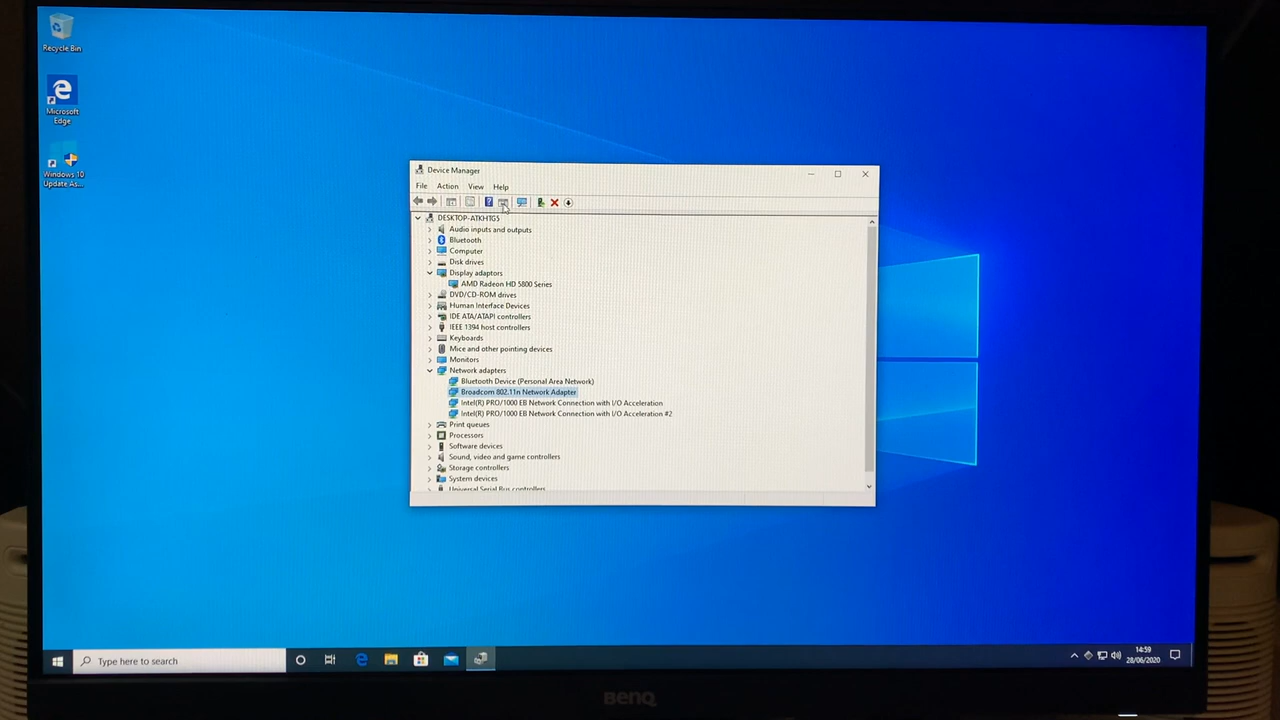 Recycle Bin
Microsoft
Edge
Windows 10
Update As...
Device Manager
File Action View Help
DESKTOP-ATKHTGS
Audio inputs and outputs
Bluetooth
Computer
Disk drives
Display adaptors
AMD Radeon HD 5800 Series
DVD/CD-ROM drives
Human Interface Devices
IDE ATA/ATAPI controllers
IEEE 1394 host controllers
Keyboards
Mice and other pointing devices
Monitors
Network adapters
Bluetooth Device (Personal Area Network)
Broadcom 802.11n Network Adapter
Intel(R) PRO/1000 EB Network Connection with I/O Acceleration
Intel(R) PRO/1000 EB Network Connection with I/O Acceleration #2
Print queues
Processors
Software devices
Sound, video and game controllers
Storage controllers
System devices
Universal Serial Bus controllers
Type here to search
14:59
28/06/2020
BenQ